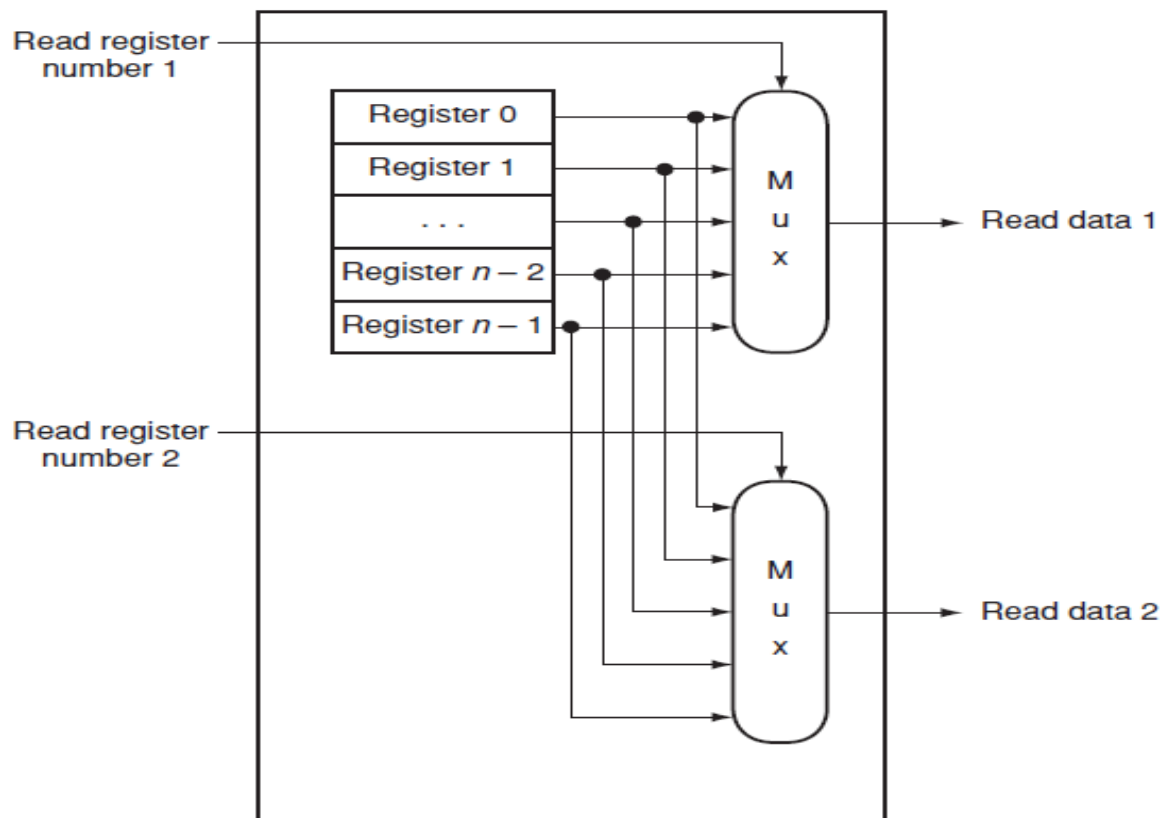 Read register
number 1
Register 0
Register 1
. . .
Register n – 2
Register n – 1
M
u
x
Read data 1
Read register
number 2
M
u
x
Read data 2